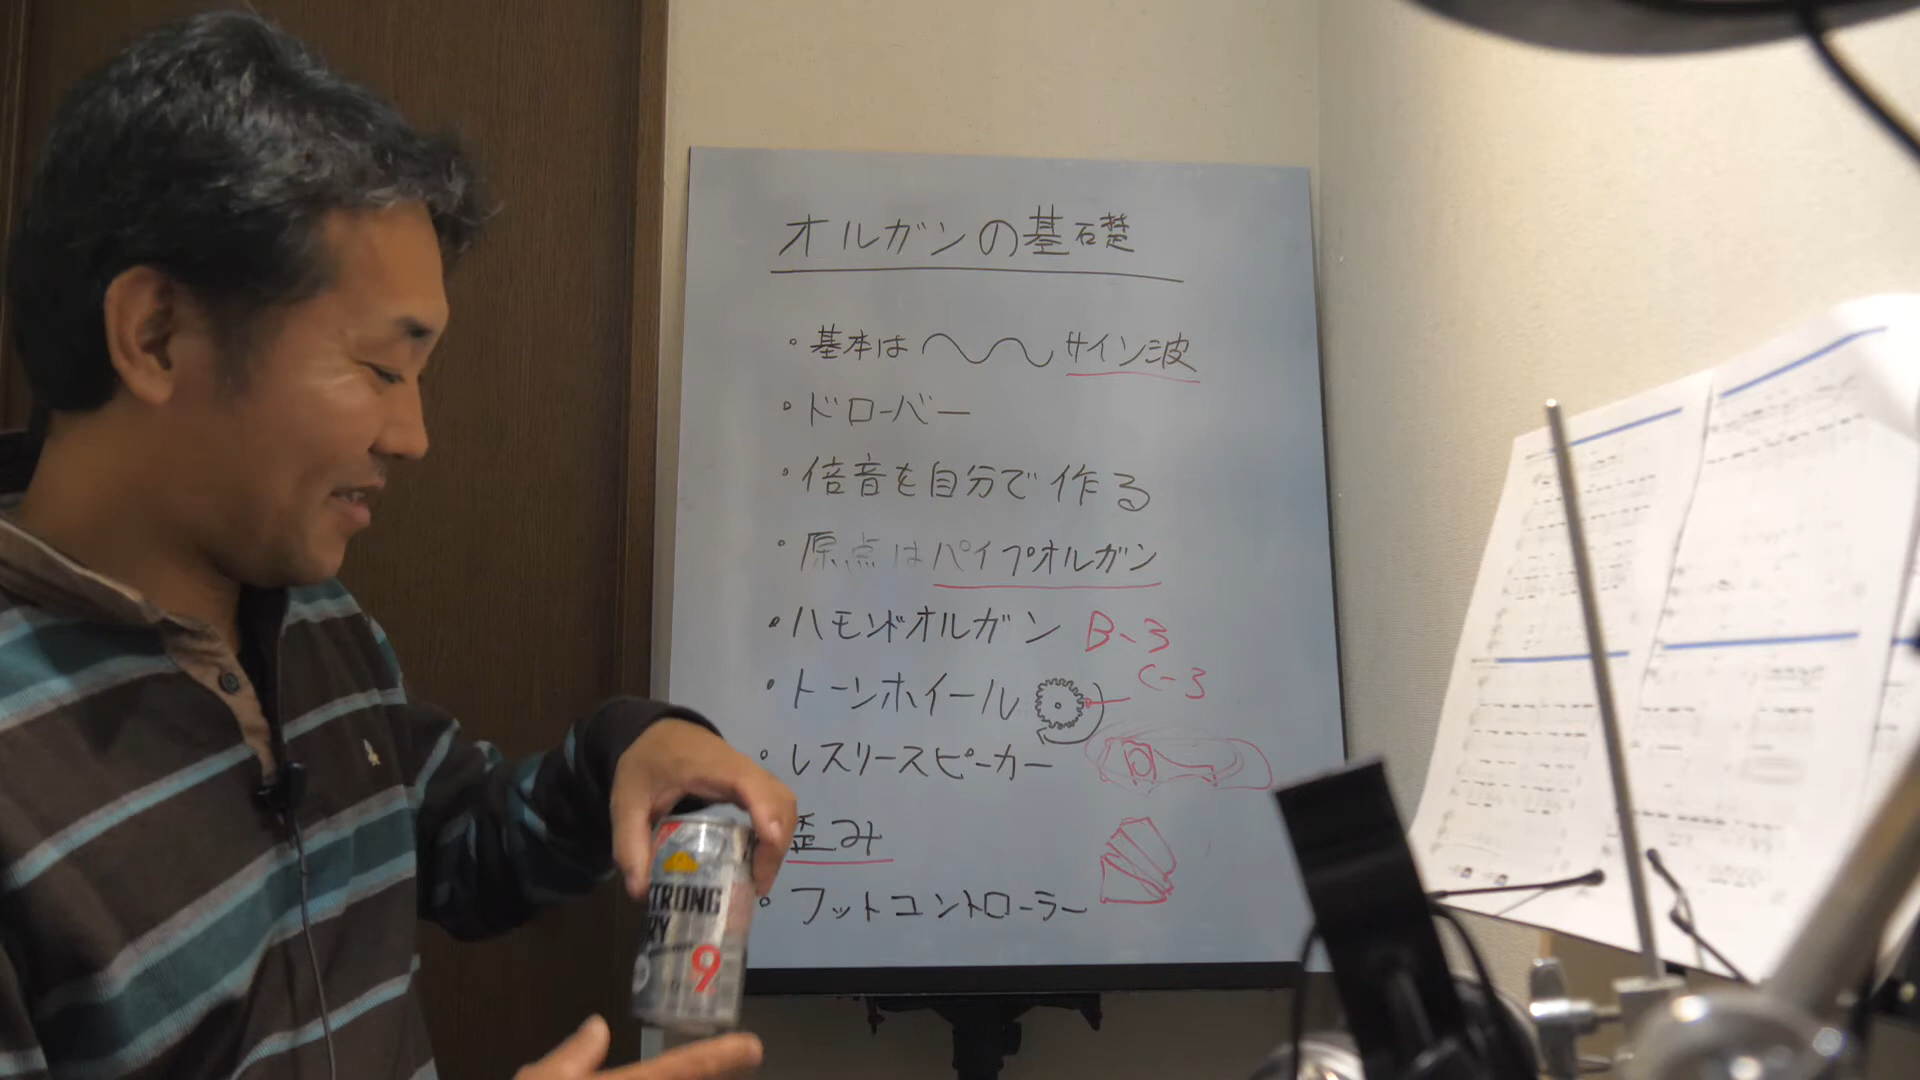 オルガンの基礎
・基本は 〜〜 サイン波
・ドローバー
・倍音を自分で作る
・原点はパイプオルガン
・ハモンドオルガン B-3
C-3
・トーンホイール
・レスリースピーカー
歪み
・フットコントローラー
STRONG
9